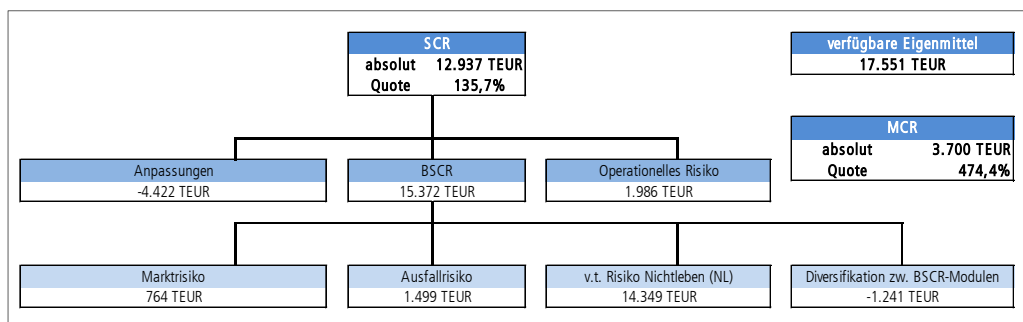 SCR
absolut 12.937 TEUR
Quote 135,7%
verfügbare Eigenmittel
17.551 TEUR
MCR
absolut 3.700 TEUR
Quote 474,4%
Anpassungen
-4.422 TEUR
BSCR
15.372 TEUR
Operationelles Risiko
1.986 TEUR
Marktrisiko
764 TEUR
Ausfallrisiko
1.499 TEUR
v.t. Risiko Nichtleben (NL)
14.349 TEUR
Diversifikation zw. BSCR-Modulen
-1.241 TEUR